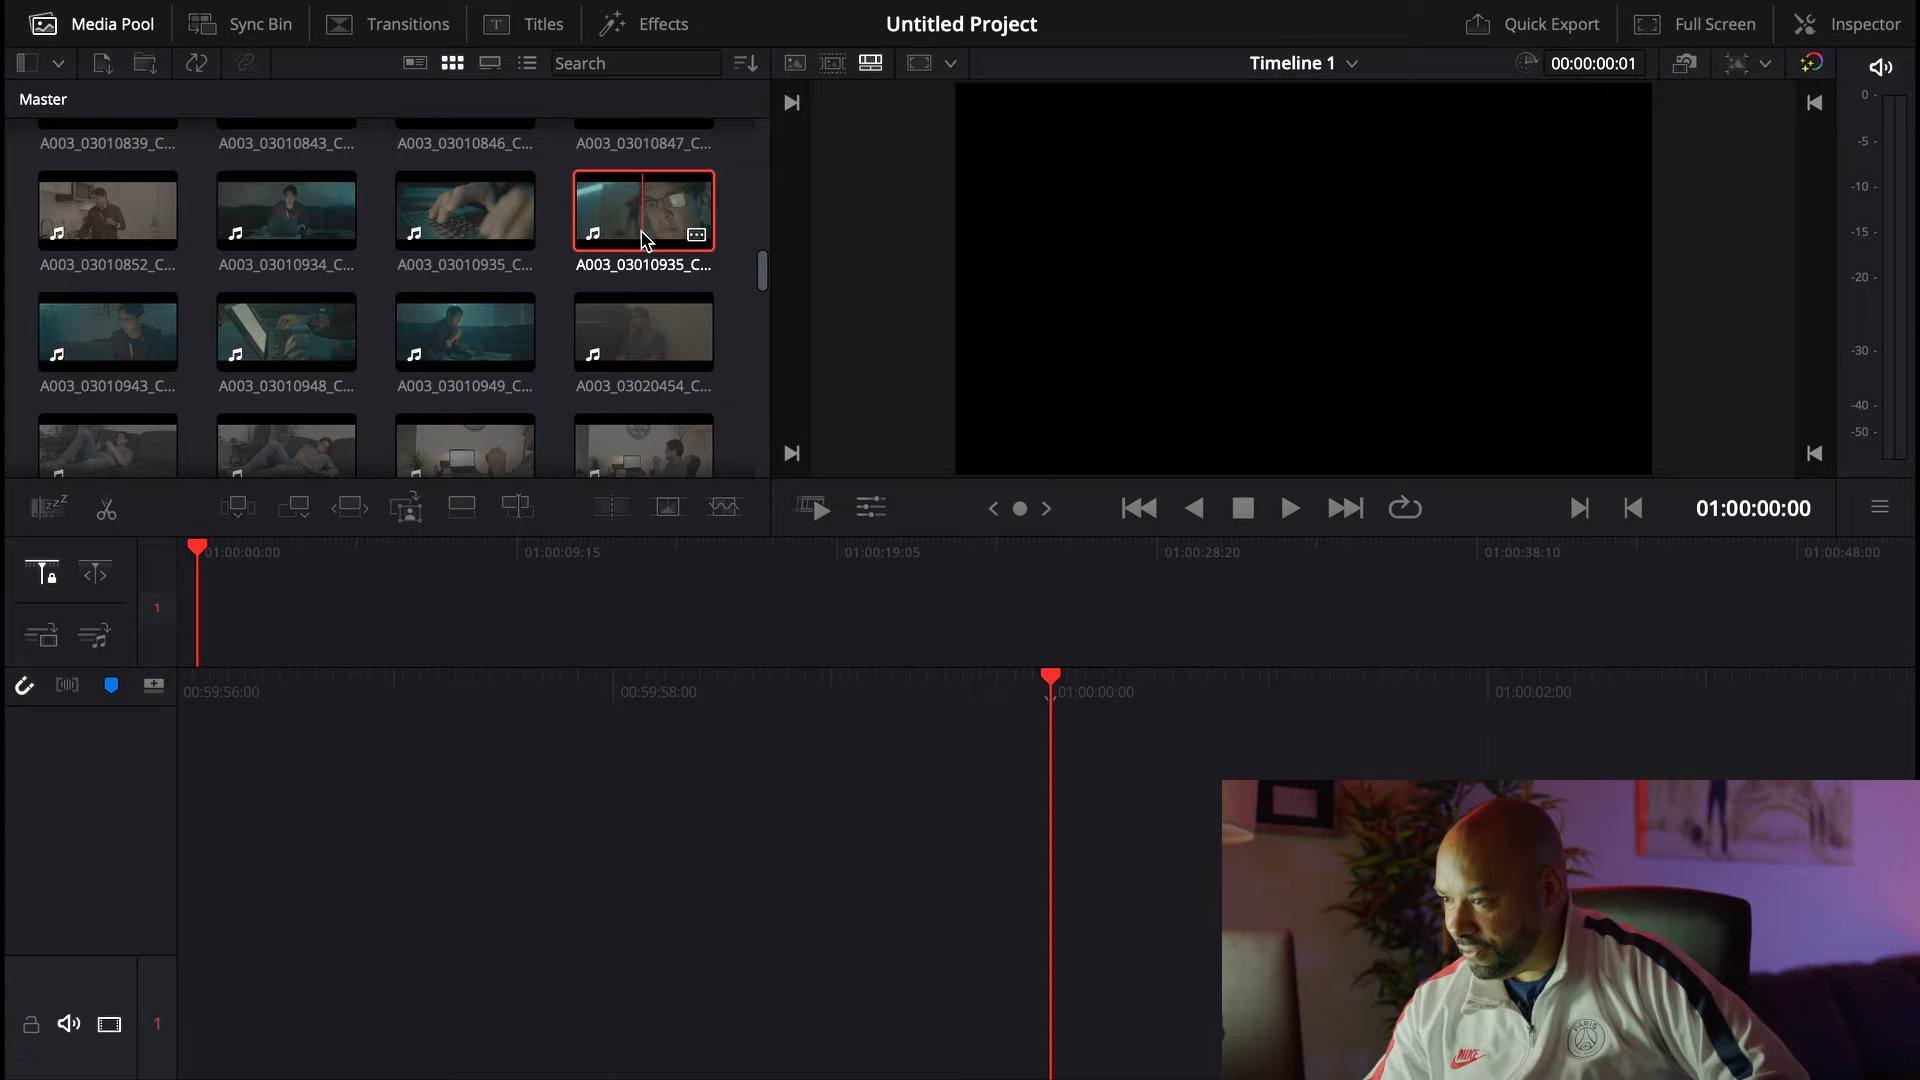 Media Pool
Sync Bin
Transitions
Titles
Effects
Untitled Project
Quick Export
Full Screen
Inspector
Search
Timeline 1
00:00:00:01
Master
A003_03010839_C...
A003_03010843_C...
A003_03010846_C...
A003_03010847_C...
A003_03010852_C...
A003_03010934_C...
A003_03010935_C...
A003_03010935_C...
A003_03010943_C...
A003_03010948_C...
A003_03010949_C...
A003_03020454_C...
0
-5
-10
-15
-20
-30
-40
-50
zzZ
01:00:00:00
01:00:00:00
01:00:09:15
01:00:19:05
01:00:28:20
01:00:38:10
01:00:48:00
1
00:59:56:00
00:59:58:00
01:00:00:00
01:00:02:00
1
PARIS
NIKE